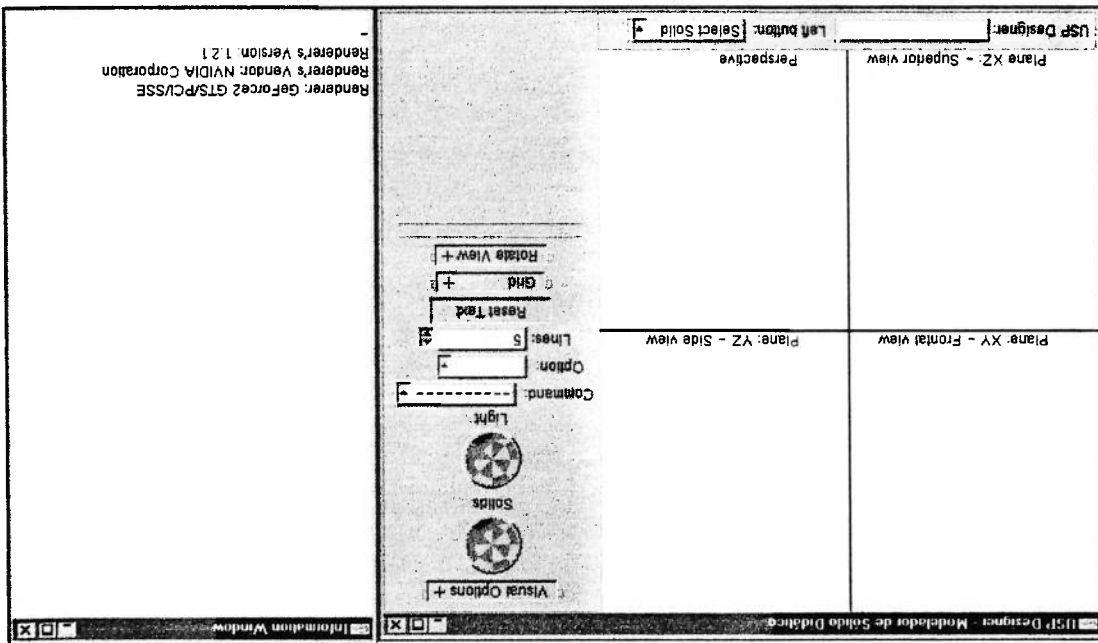 USP Designer - Modelador de Sólido Didático
Plane: XY - Frontal view
Plane: YZ - Side view
Plane XZ: - Superior view
Perspective
USP Designer:
Left button: Select Solid
Visual Options +
Solids
Light
Command: ----------
Option:
Lines: 5
Reset Text
Grid +
Rotate View +
Information Window
Renderer: GeForce2 GTS/PCI/SSE
Renderer's Vendor: NVIDIA Corporation
Renderer's Version: 1.2.1
_